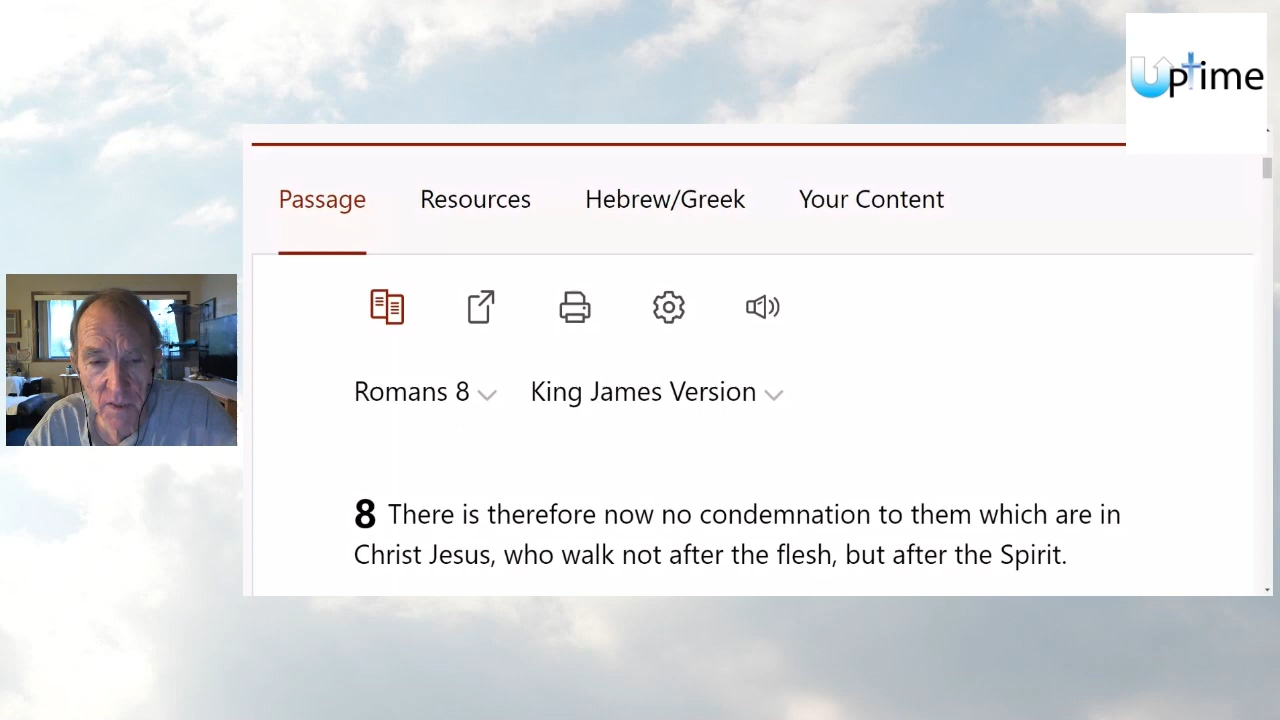 Uptime
Passage Resources Hebrew/Greek Your Content
Romans 8 King James Version
8 There is therefore now no condemnation to them which are in
Christ Jesus, who walk not after the flesh, but after the Spirit.